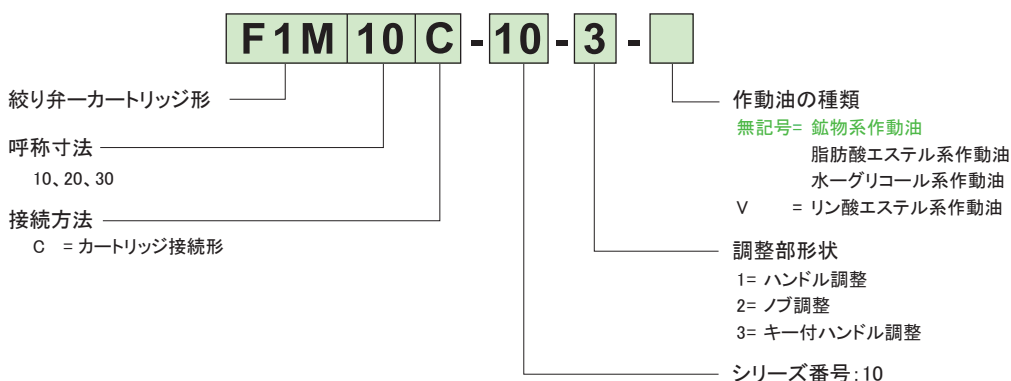 F1M10C-10-3-
絞り弁ーカートリッジ形
呼称寸法
10、20、30
接続方法
C = カートリッジ接続形
作動油の種類
無記号= 鉱物系作動油
脂肪酸エステル系作動油
水ーグリコール系作動油
V = リン酸エステル系作動油
調整部形状
1= ハンドル調整
2= ノブ調整
3= キー付ハンドル調整
シリーズ番号:10